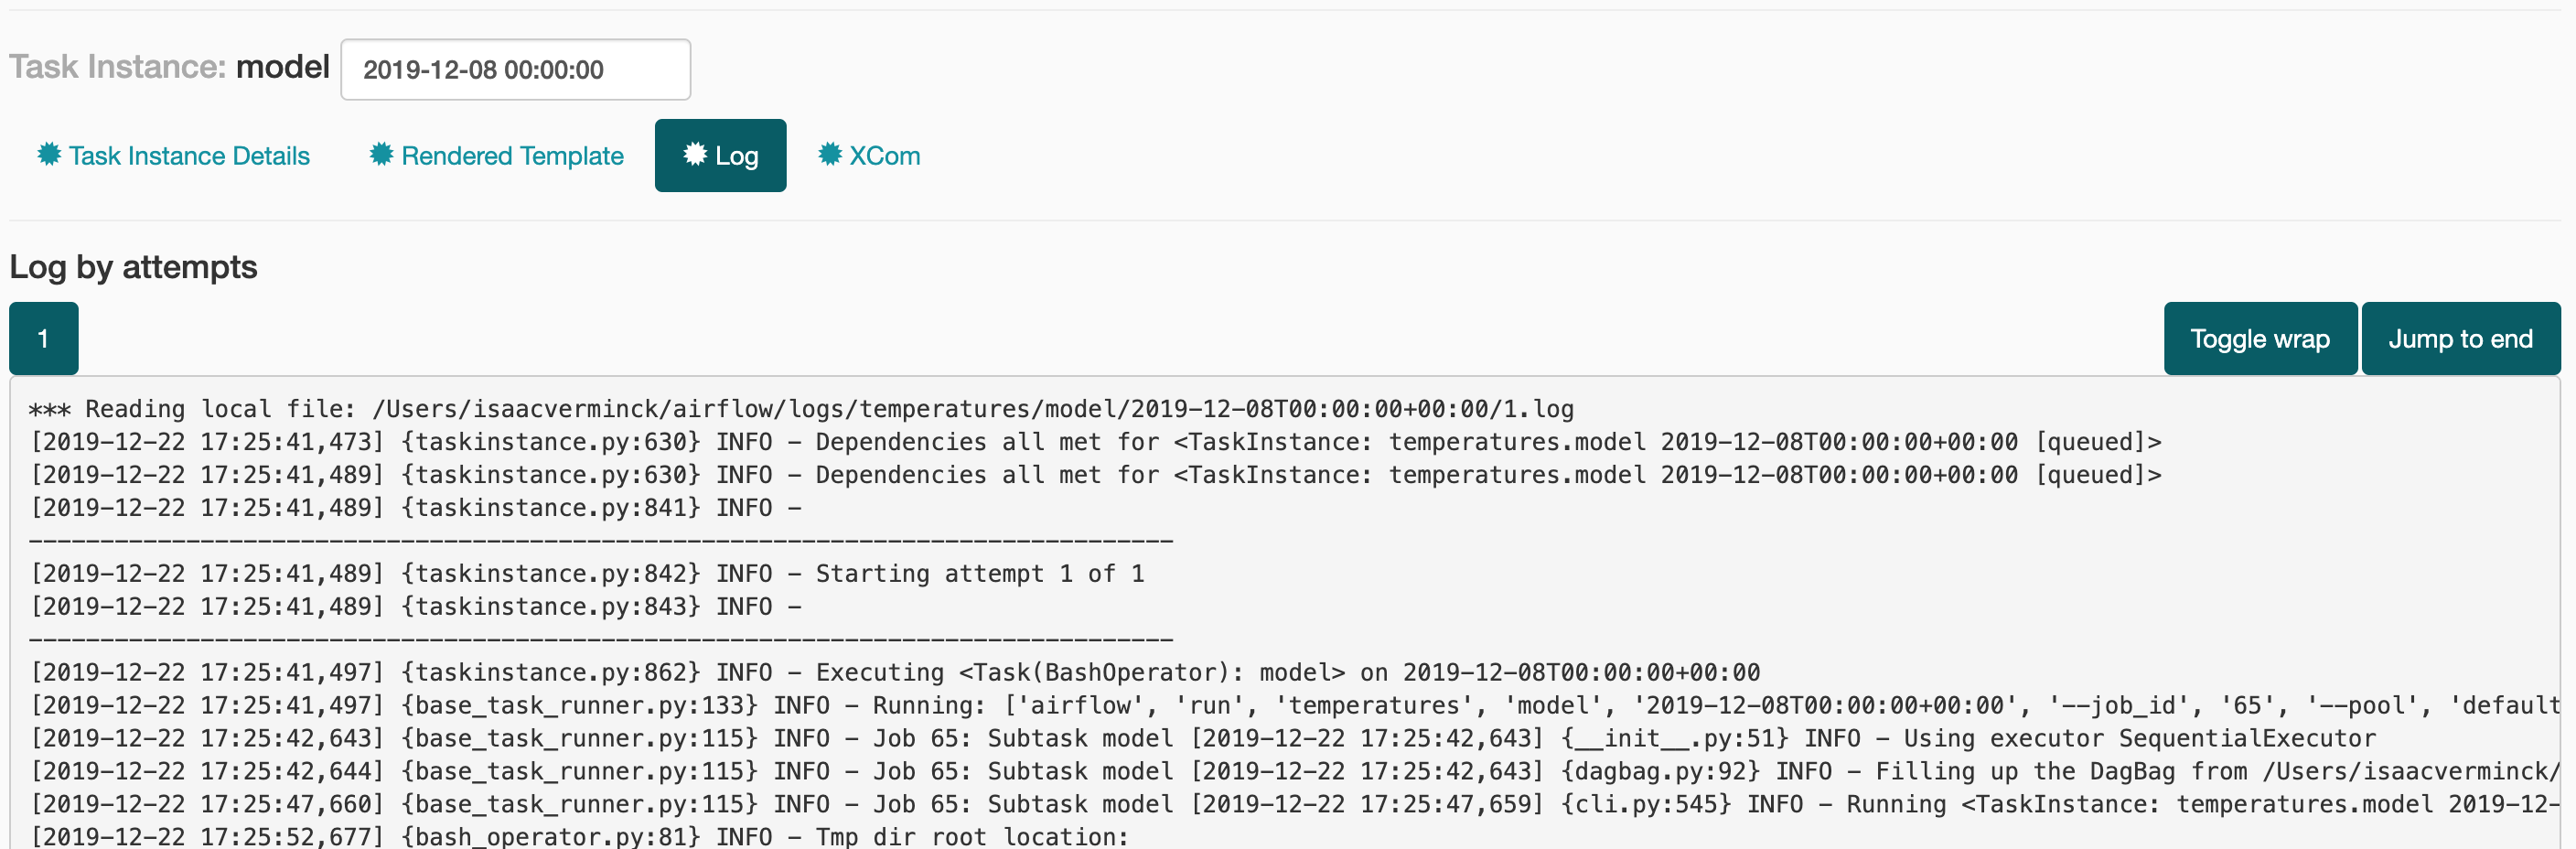 Task Instance: model 2019-12-08 00:00:00
Task Instance Details Rendered Template Log XCom
Log by attempts
1 Toggle wrap Jump to end
*** Reading local file: /Users/isaacverminck/airflow/logs/temperatures/model/2019-12-08T00:00:00+00:00/1.log
[2019-12-22 17:25:41,473] {taskinstance.py:630} INFO - Dependencies all met for <TaskInstance: temperatures.model 2019-12-08T00:00:00+00:00 [queued]>
[2019-12-22 17:25:41,489] {taskinstance.py:630} INFO - Dependencies all met for <TaskInstance: temperatures.model 2019-12-08T00:00:00+00:00 [queued]>
[2019-12-22 17:25:41,489] {taskinstance.py:841} INFO -
--------------------------------------------------------------------------------
[2019-12-22 17:25:41,489] {taskinstance.py:842} INFO - Starting attempt 1 of 1
[2019-12-22 17:25:41,489] {taskinstance.py:843} INFO -
--------------------------------------------------------------------------------
[2019-12-22 17:25:41,497] {taskinstance.py:862} INFO - Executing <Task(BashOperator): model> on 2019-12-08T00:00:00+00:00
[2019-12-22 17:25:41,497] {base_task_runner.py:133} INFO - Running: ['airflow', 'run', 'temperatures', 'model', '2019-12-08T00:00:00+00:00', '--job_id', '65', '--pool', 'default
[2019-12-22 17:25:42,643] {base_task_runner.py:115} INFO - Job 65: Subtask model [2019-12-22 17:25:42,643] {__init__.py:51} INFO - Using executor SequentialExecutor
[2019-12-22 17:25:42,644] {base_task_runner.py:115} INFO - Job 65: Subtask model [2019-12-22 17:25:42,643] {dagbag.py:92} INFO - Filling up the DagBag from /Users/isaacverminck/
[2019-12-22 17:25:47,660] {base_task_runner.py:115} INFO - Job 65: Subtask model [2019-12-22 17:25:47,659] {cli.py:545} INFO - Running <TaskInstance: temperatures.model 2019-12-
[2019-12-22 17:25:52,677] {bash_operator.py:81} INFO - Tmp dir root location: